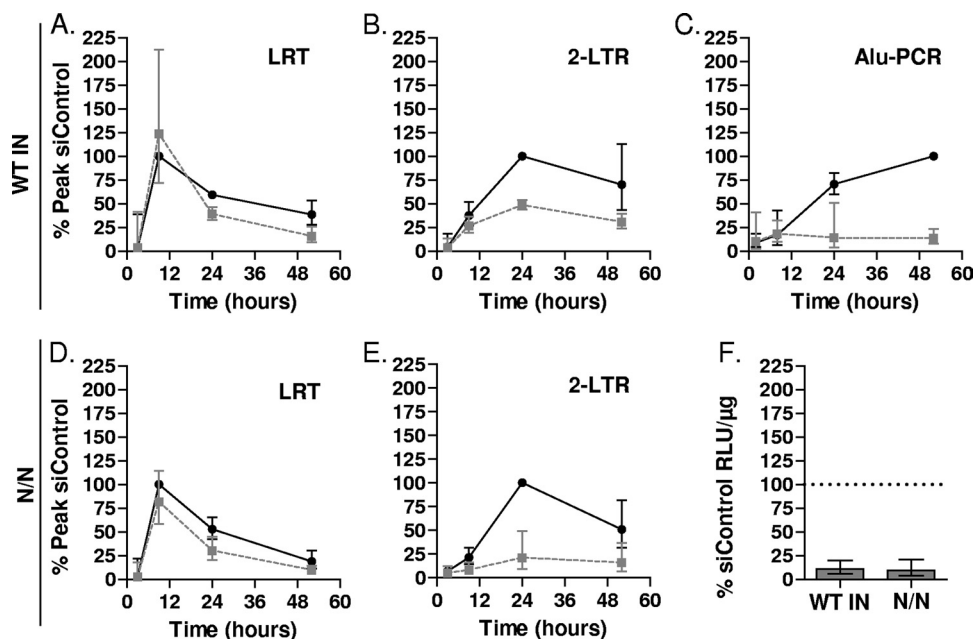 WT IN
A.
LRT
% Peak siControl
225
200
175
150
125
100
75
50
25
0
0 12 24 36 48 60
Time (hours)
B.
2-LTR
225
200
175
150
125
100
75
50
25
0
0 12 24 36 48 60
Time (hours)
C.
Alu-PCR
225
200
175
150
125
100
75
50
25
0
0 12 24 36 48 60
Time (hours)
N/N
D.
LRT
% Peak siControl
225
200
175
150
125
100
75
50
25
0
0 12 24 36 48 60
Time (hours)
E.
2-LTR
225
200
175
150
125
100
75
50
25
0
0 12 24 36 48 60
Time (hours)
F.
% siControl RLU/µg
225
200
175
150
125
100
75
50
25
0
WT IN N/N